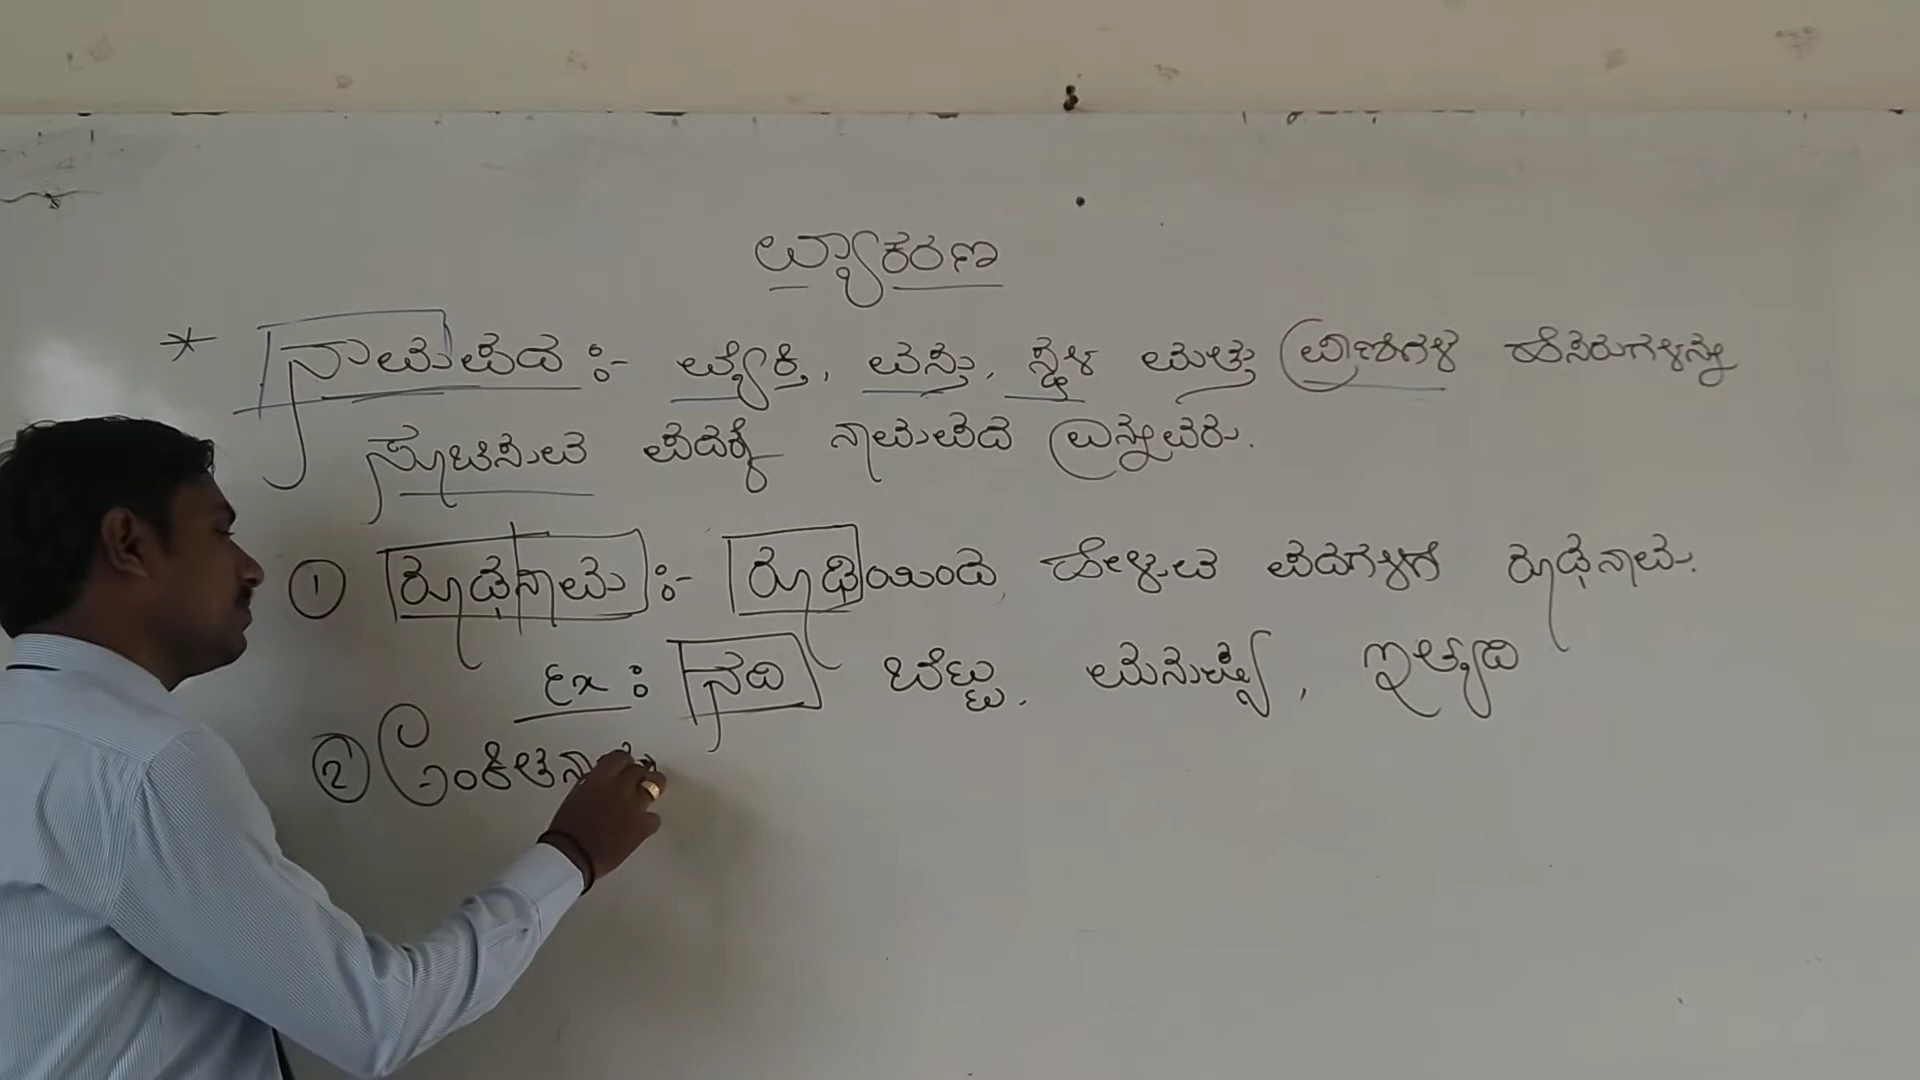 ವ್ಯಾಕರಣ
* ನಾಮಪದ :- ವ್ಯಕ್ತಿ, ವಸ್ತು, ಸ್ಥಳ ಮತ್ತು ಪ್ರಾಣಿಗಳ ಹೆಸರುಗಳನ್ನು
ಸೂಚಿಸುವ ಪದಕ್ಕೆ ನಾಮಪದ ಎನ್ನುವರು.
① ರೂಢನಾಮ :- ರೂಢಿಯಿಂದ ಹೇಳುವ ಪದಗಳಿಗೆ ರೂಢನಾಮ.
Ex : ನದಿ ಬೆಟ್ಟ, ಮನುಷ್ಯ, ಇತ್ಯಾದಿ
② ಅಂಕಿತನಾಮ